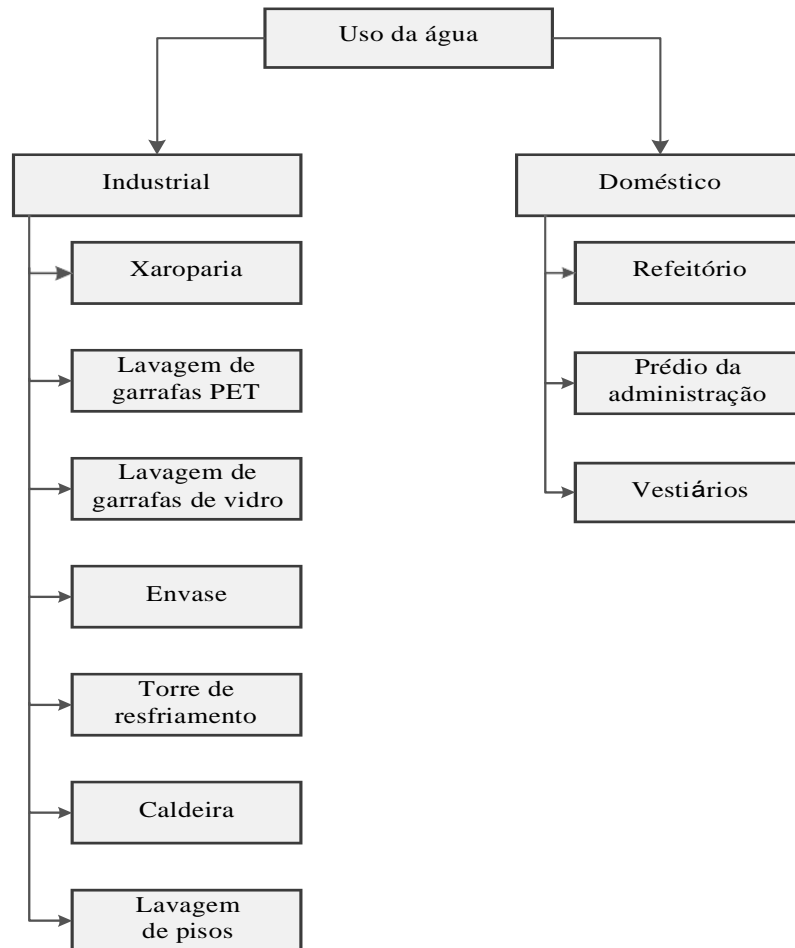 Uso da água
Industrial
Doméstico
Xaroparia
Refeitório
Lavagem de
garrafas PET
Prédio da
administração
Lavagem de
garrafas de vidro
Vestiários
Envase
Torre de
resfriamento
Caldeira
Lavagem
de pisos